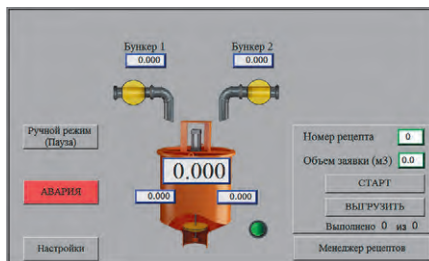 Бункер 1
Бункер 2
0.000
0.000
Ручной режим
(Пауза)
АВАРИЯ
Настройки
0.000
0.000
0.000
Номер рецепта 0
Объем заявки (м3) 0.0
СТАРТ
ВЫГРУЗИТЬ
Выполнено 0 из 0
Менеджер рецептов